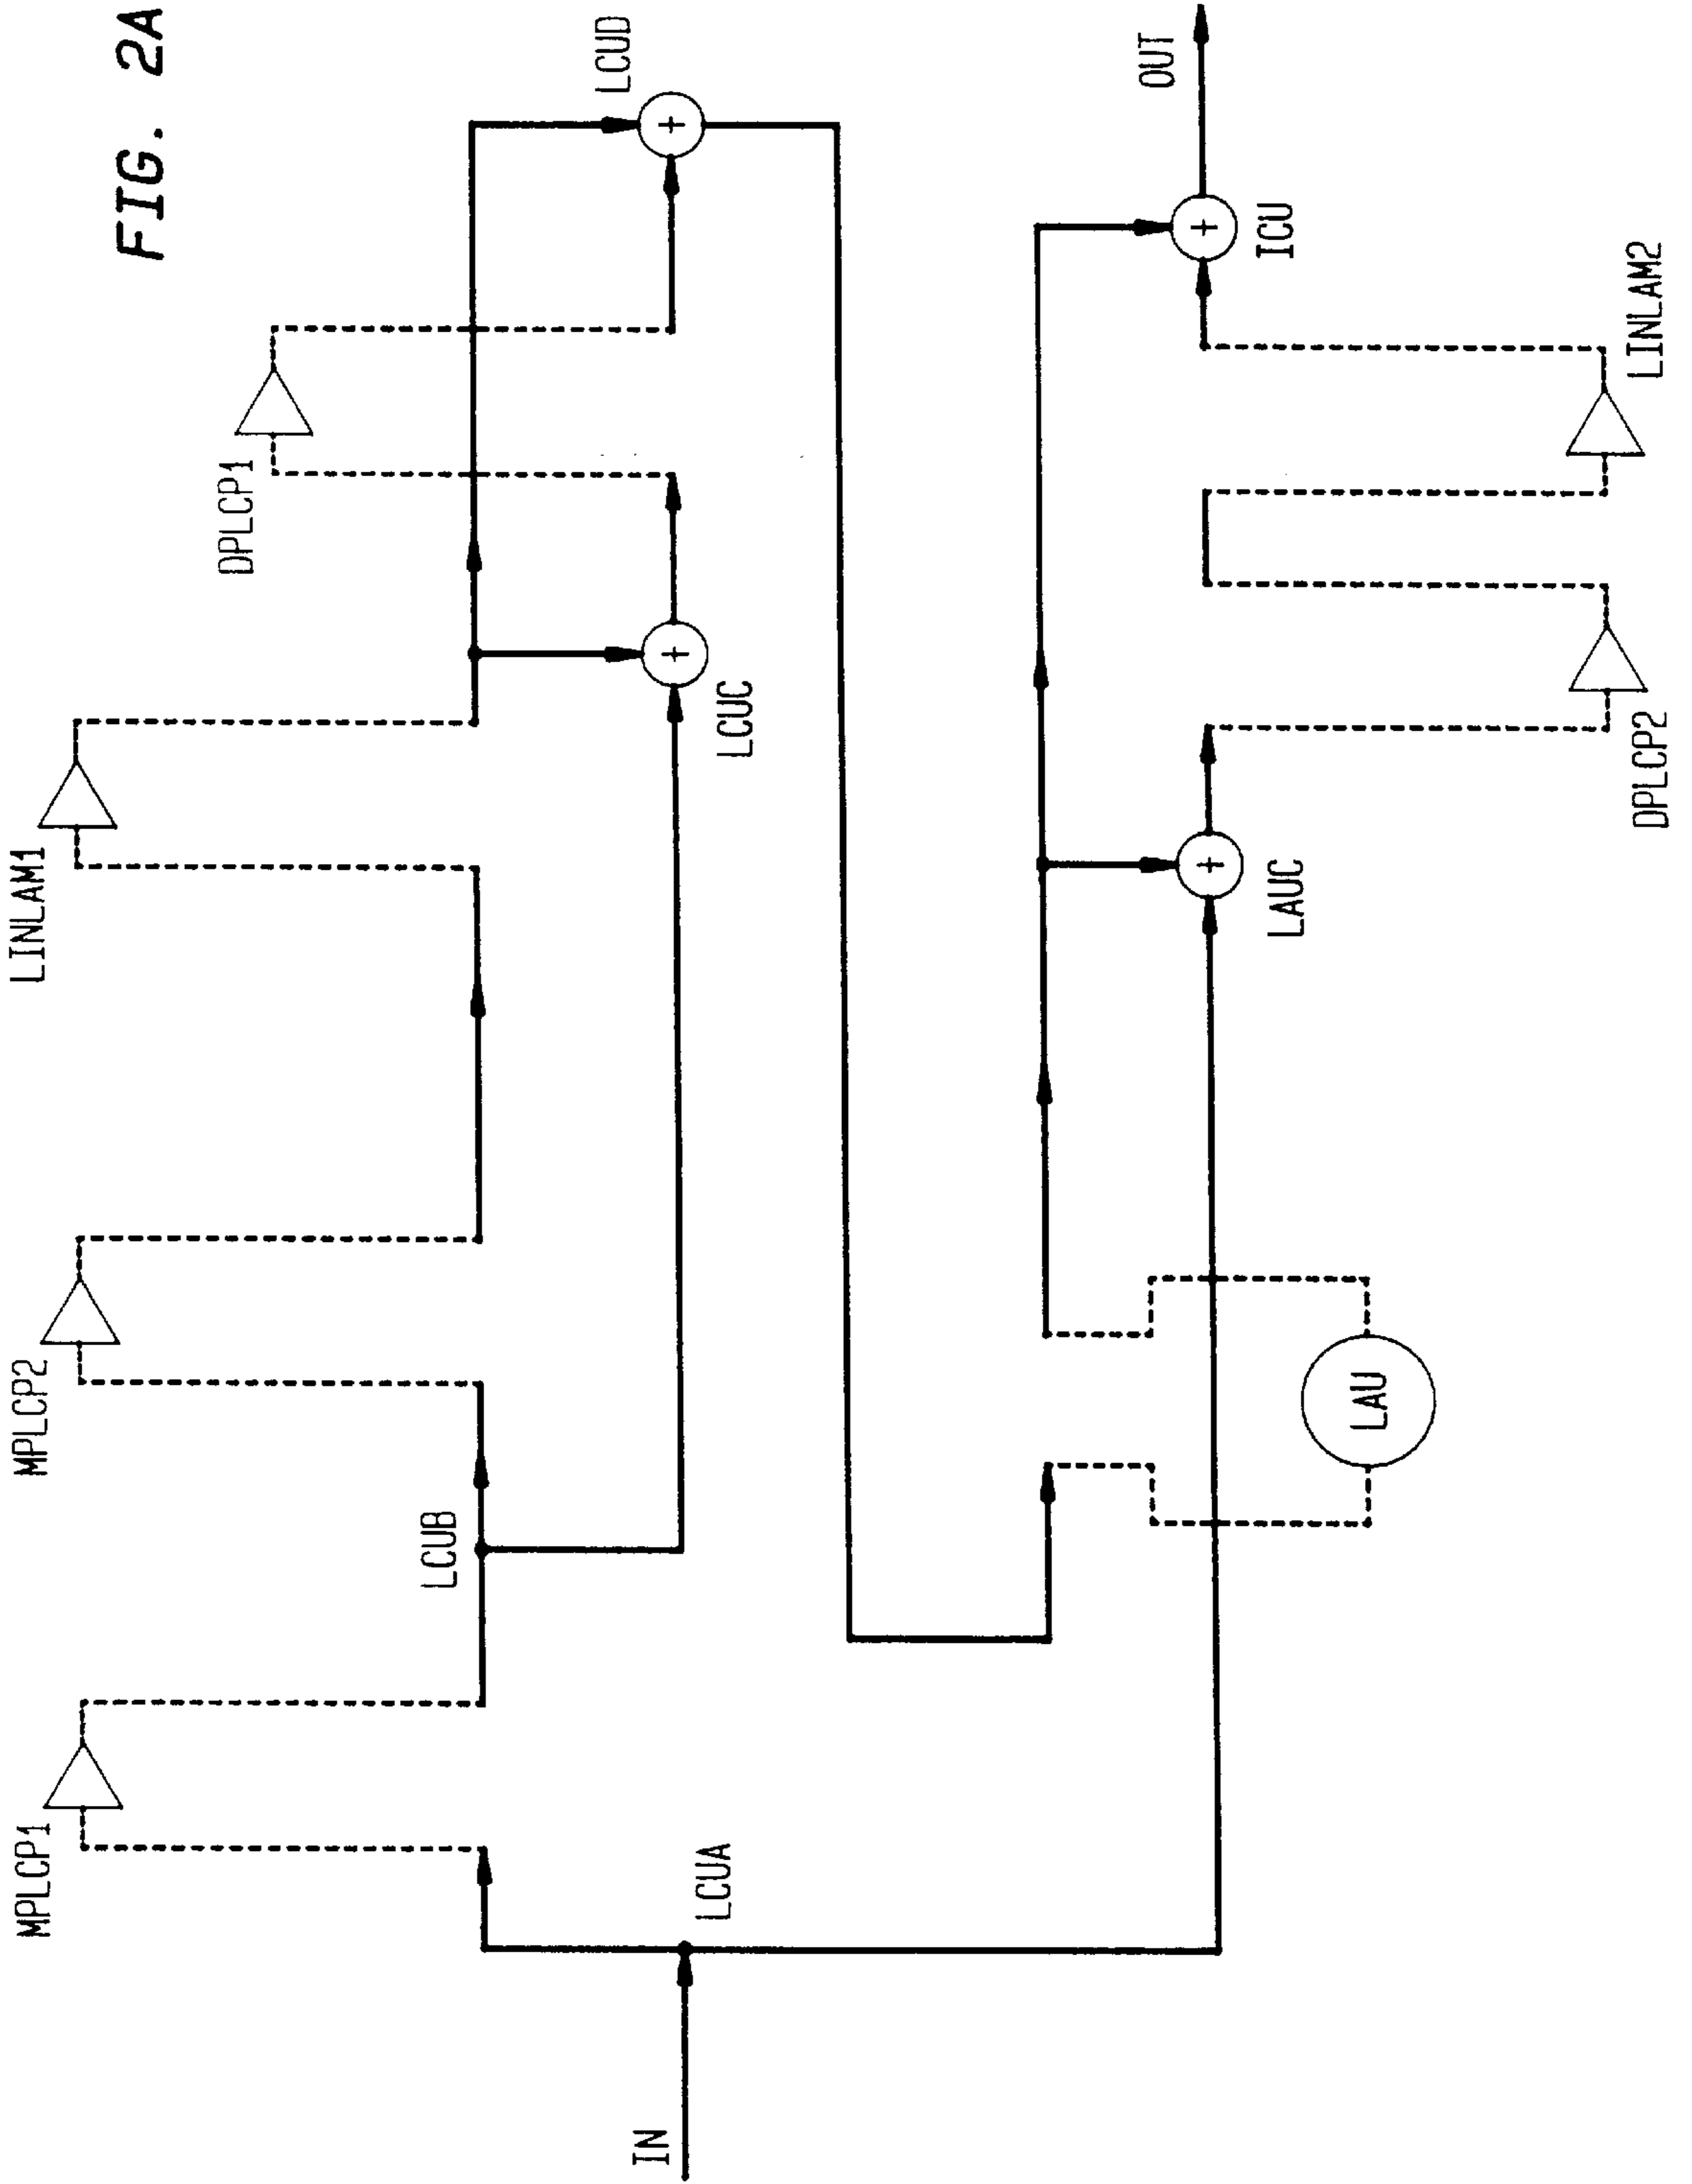 FIG. 2A
MPLCP1
MPLCP2
LINLAM1
DPLCP1
LCUB
LCUD
+
LCUC
+
IN
LCUA
OUT
LAU
LAUC
+
ICU
+
DPLCP2
LINLAM2